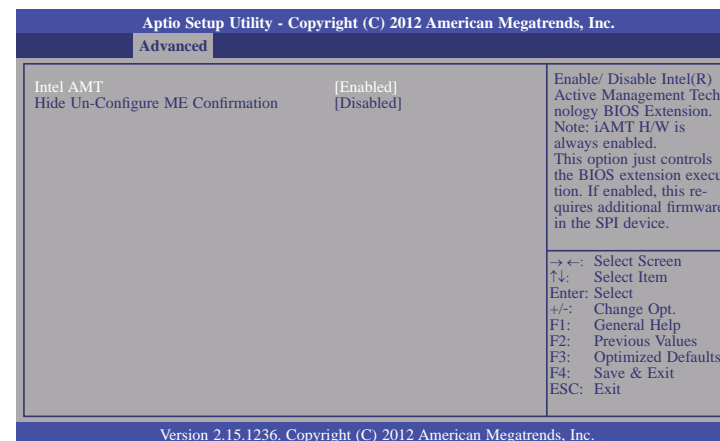 Aptio Setup Utility - Copyright (C) 2012 American Megatrends, Inc.
Advanced
Intel AMT [Enabled]
Hide Un-Configure ME Confirmation [Disabled]
Enable/ Disable Intel(R)
Active Management Tech
nology BIOS Extension.
Note: iAMT H/W is
always enabled.
This option just controls
the BIOS extension execu
tion. If enabled, this re-
quires additional firmware
in the SPI device.
→←: Select Screen
↑↓: Select Item
Enter: Select
+/-: Change Opt.
F1: General Help
F2: Previous Values
F3: Optimized Defaults
F4: Save & Exit
ESC: Exit
Version 2.15.1236. Copyright (C) 2012 American Megatrends, Inc.